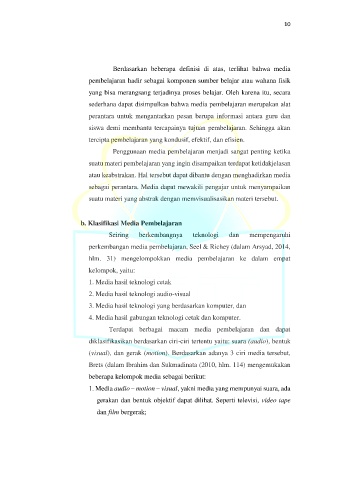 10
Berdasarkan beberapa definisi di atas, terlihat bahwa media
pembelajaran hadir sebagai komponen sumber belajar atau wahana fisik
yang bisa merangsang terjadinya proses belajar. Oleh karena itu, secara
sederhana dapat disimpulkan bahwa media pembelajaran merupakan alat
perantara untuk mengantarkan pesan berupa informasi antara guru dan
siswa demi membantu tercapainya tujuan pembelajaran. Sehingga akan
tercipta pembelajaran yang kondusif, efektif, dan efisien.
Penggunaan media pembelajaran menjadi sangat penting ketika
suatu materi pembelajaran yang ingin disampaikan terdapat ketidakjelasan
atau keabstrakan. Hal tersebut dapat dibantu dengan menghadirkan media
sebagai perantara. Media dapat mewakili pengajar untuk menyampaikan
suatu materi yang abstrak dengan memvisualisasikan materi tersebut.
b. Klasifikasi Media Pembelajaran
Seiring berkembangnya teknologi dan mempengaruhi
perkembangan media pembelajaran. Seel & Richey (dalam Arsyad, 2014,
hlm. 31) mengelompokkan media pembelajaran ke dalam empat
kelompok, yaitu:
1. Media hasil teknologi cetak
2. Media hasil teknologi audio-visual
3. Media hasil teknologi yang berdasarkan komputer, dan
4. Media hasil gabungan teknologi cetak dan komputer.
Terdapat berbagai macam media pembelajaran dan dapat
diklasifikasikan berdasarkan ciri-ciri tertentu yaitu: suara (audio), bentuk
(visual), dan gerak (motion). Berdasarkan adanya 3 ciri media tersebut,
Brets (dalam Ibrahim dan Sukmadinata (2010, hlm. 114) mengemukakan
beberapa kelompok media sebagai berikut:
1. Media audio – motion – visual, yakni media yang mempunyai suara, ada
gerakan dan bentuk objektif dapat dilihat. Seperti televisi, video tape
dan film bergerak;